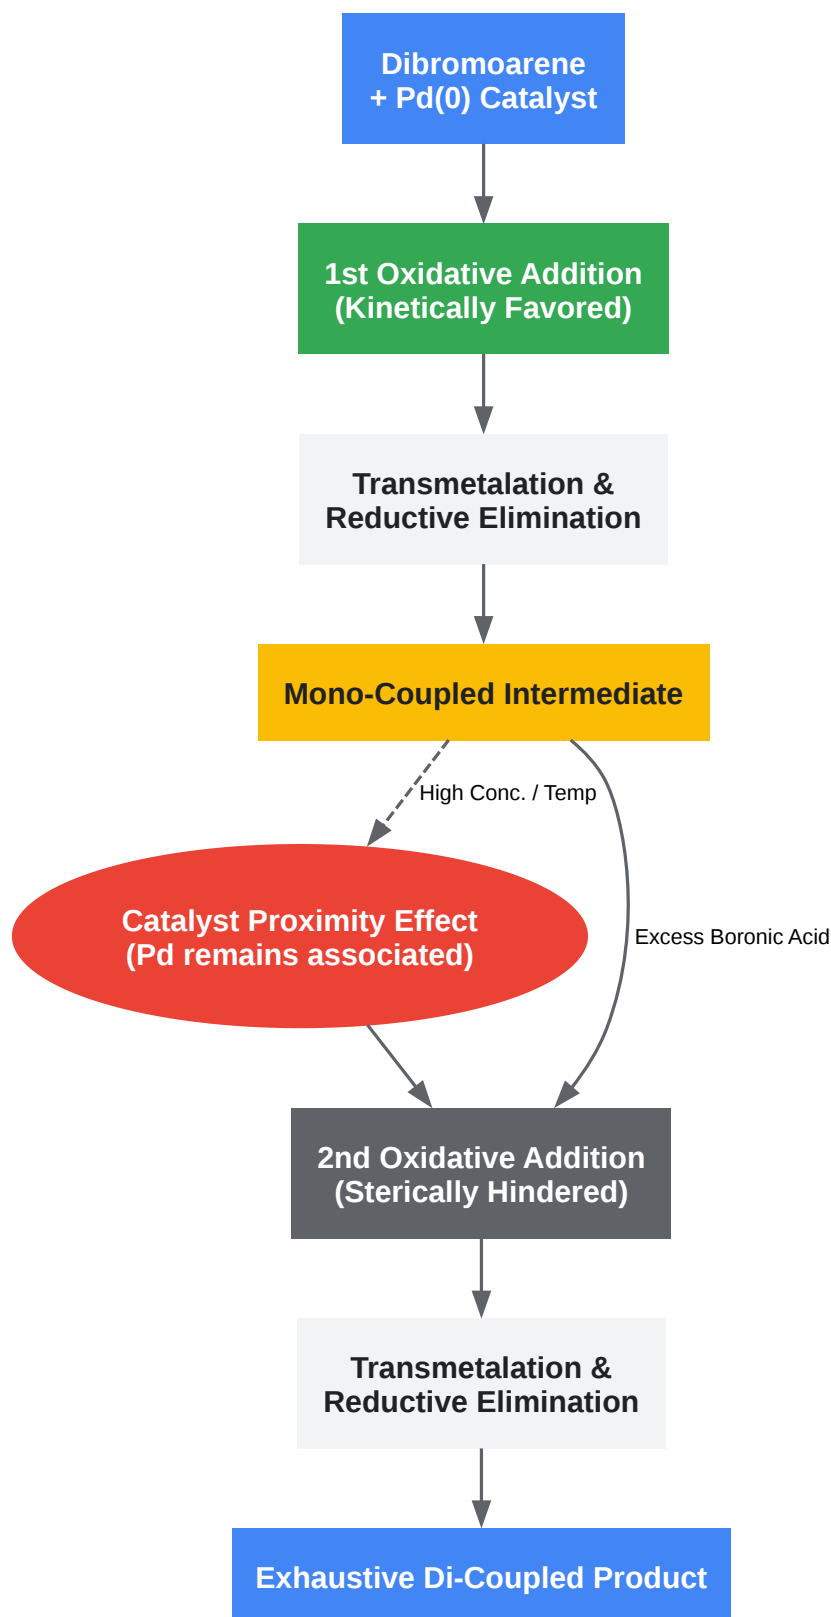 Dibromoarene
+ Pd(0) Catalyst
1st Oxidative Addition
(Kinetically Favored)
Transmetalation &
Reductive Elimination
Mono-Coupled Intermediate
High Conc. / Temp
Catalyst Proximity Effect
(Pd remains associated)
Excess Boronic Acid
2nd Oxidative Addition
(Sterically Hindered)
Transmetalation &
Reductive Elimination
Exhaustive Di-Coupled Product